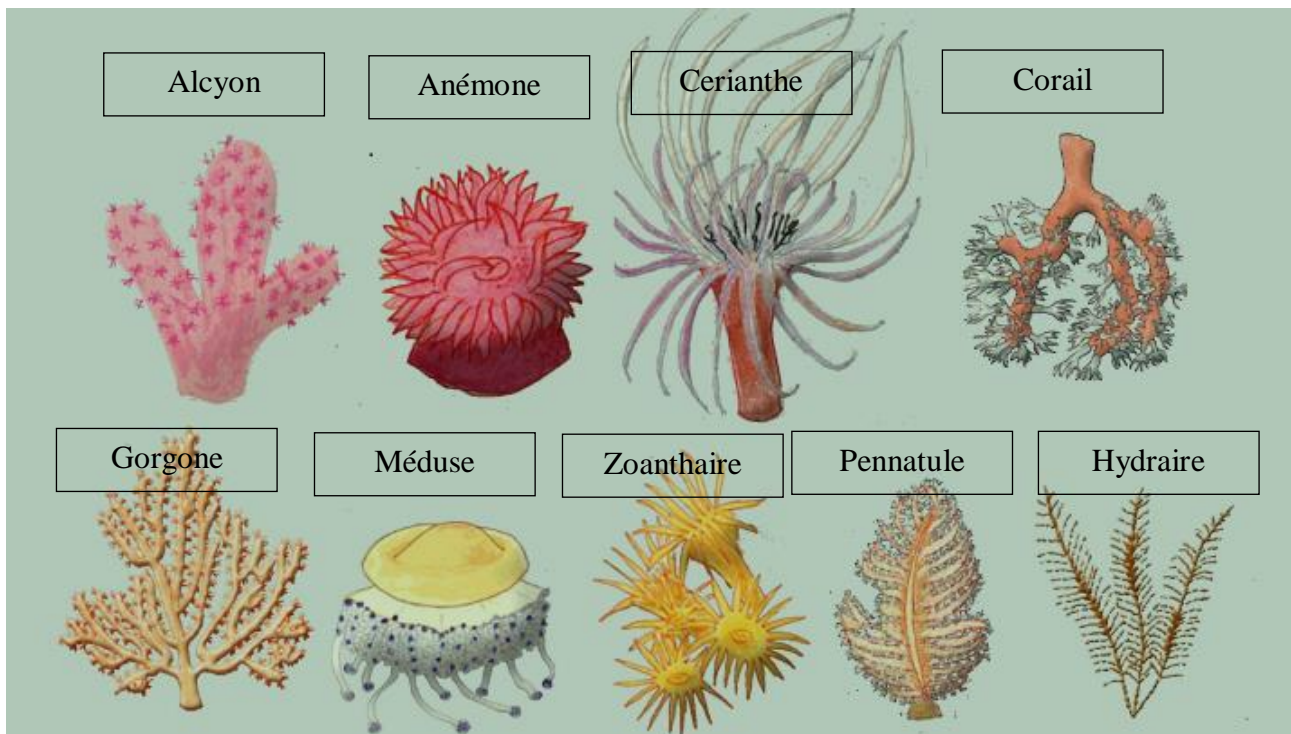 Alcyon
Anémone
Cerianthe
Corail
Gorgone
Méduse
Zoanthaire
Pennatule
Hydraire